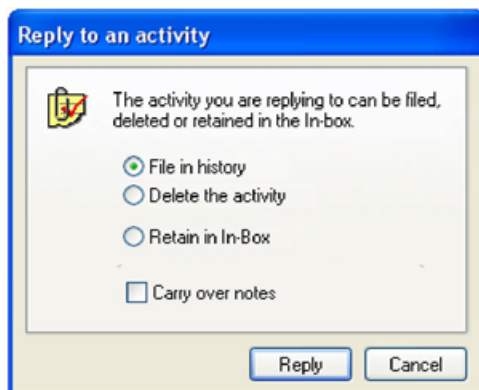 Reply to an activity
The activity you are replying to can be filed,
deleted or retained in the In-box.
File in history
Delete the activity
Retain in In-Box
Carry over notes
Reply
Cancel